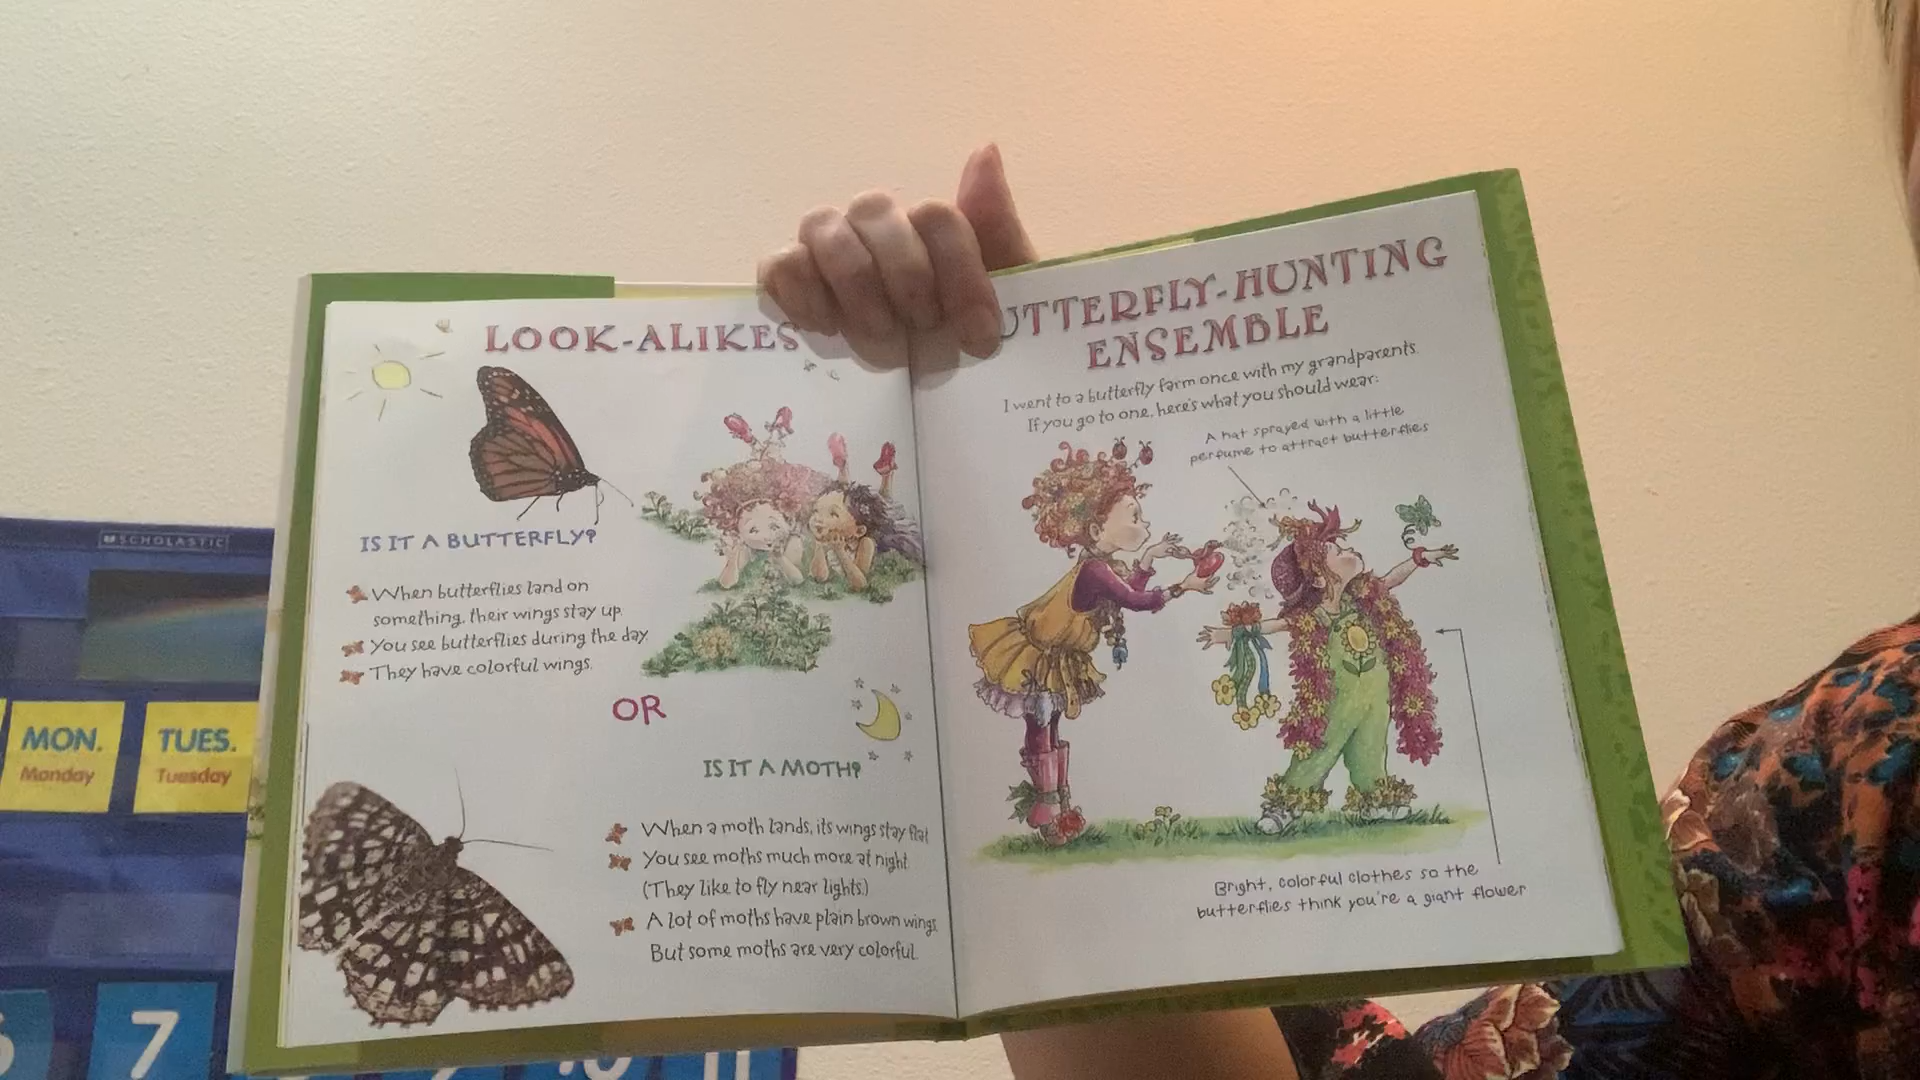 LOOK-ALIKES
IS IT A BUTTERFLY?
When butterflies land on
something, their wings stay up.
You see butterflies during the day.
They have colorful wings.
OR
IS IT A MOTH?
When a moth lands, its wings stay flat
You see moths much more at night.
(They like to fly near lights.)
A lot of moths have plain brown wings.
But some moths are very colorful.
UTTERFLY-HUNTING
ENSEMBLE
I went to a butterfly farm once with my grandparents.
If you go to one, here's what you should wear:
A hat sprayed with a little
perfume to attract butterflies
Bright, colorful clothes so the
butterflies think you're a giant flower
SCHOLASTIC
MON.
Monday
TUES.
Tuesday
7
10
11